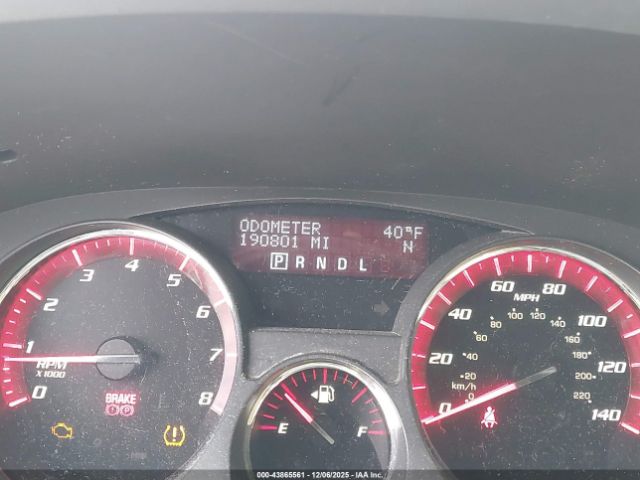 ODOMETER 40°F
190801 MI N
P R N D L
0 1 2 3 4 5 6 7 8
RPM
X1000
BRAKE
E F
0 20 40 60 80 100 120 140
MPH
0 20 40 60 80 100 120 140 160 180 200 220
km/h
000-43865561 - 12/06/2025 - IAA Inc.